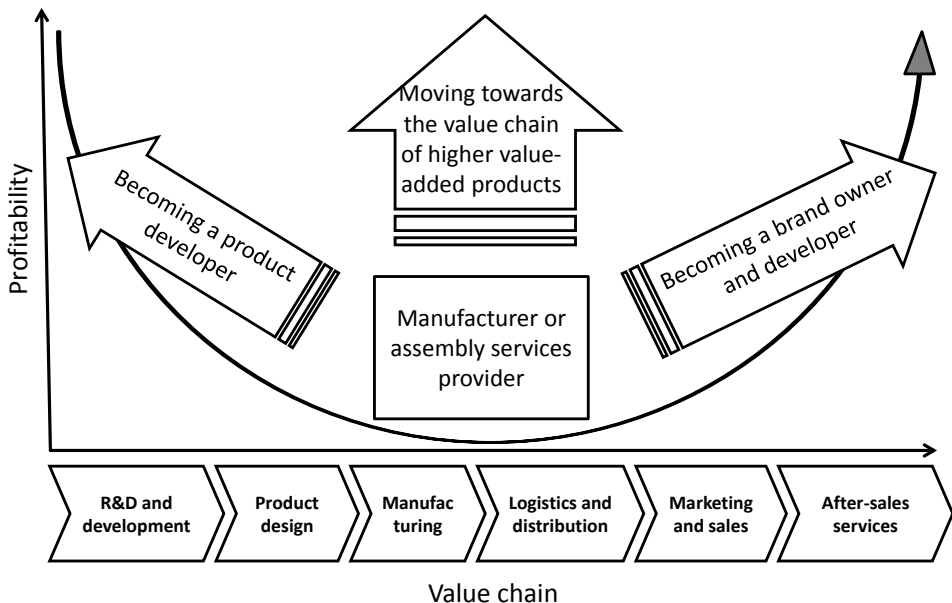 Profitability
Moving towards
the value chain
of higher value-
added products
Becoming a product
developer
Becoming a brand owner
and developer
Manufacturer or
assembly services
provider
R&D and
development
Product
design
Manufac
turing
Logistics and
distribution
Marketing
and sales
After-sales
services
Value chain